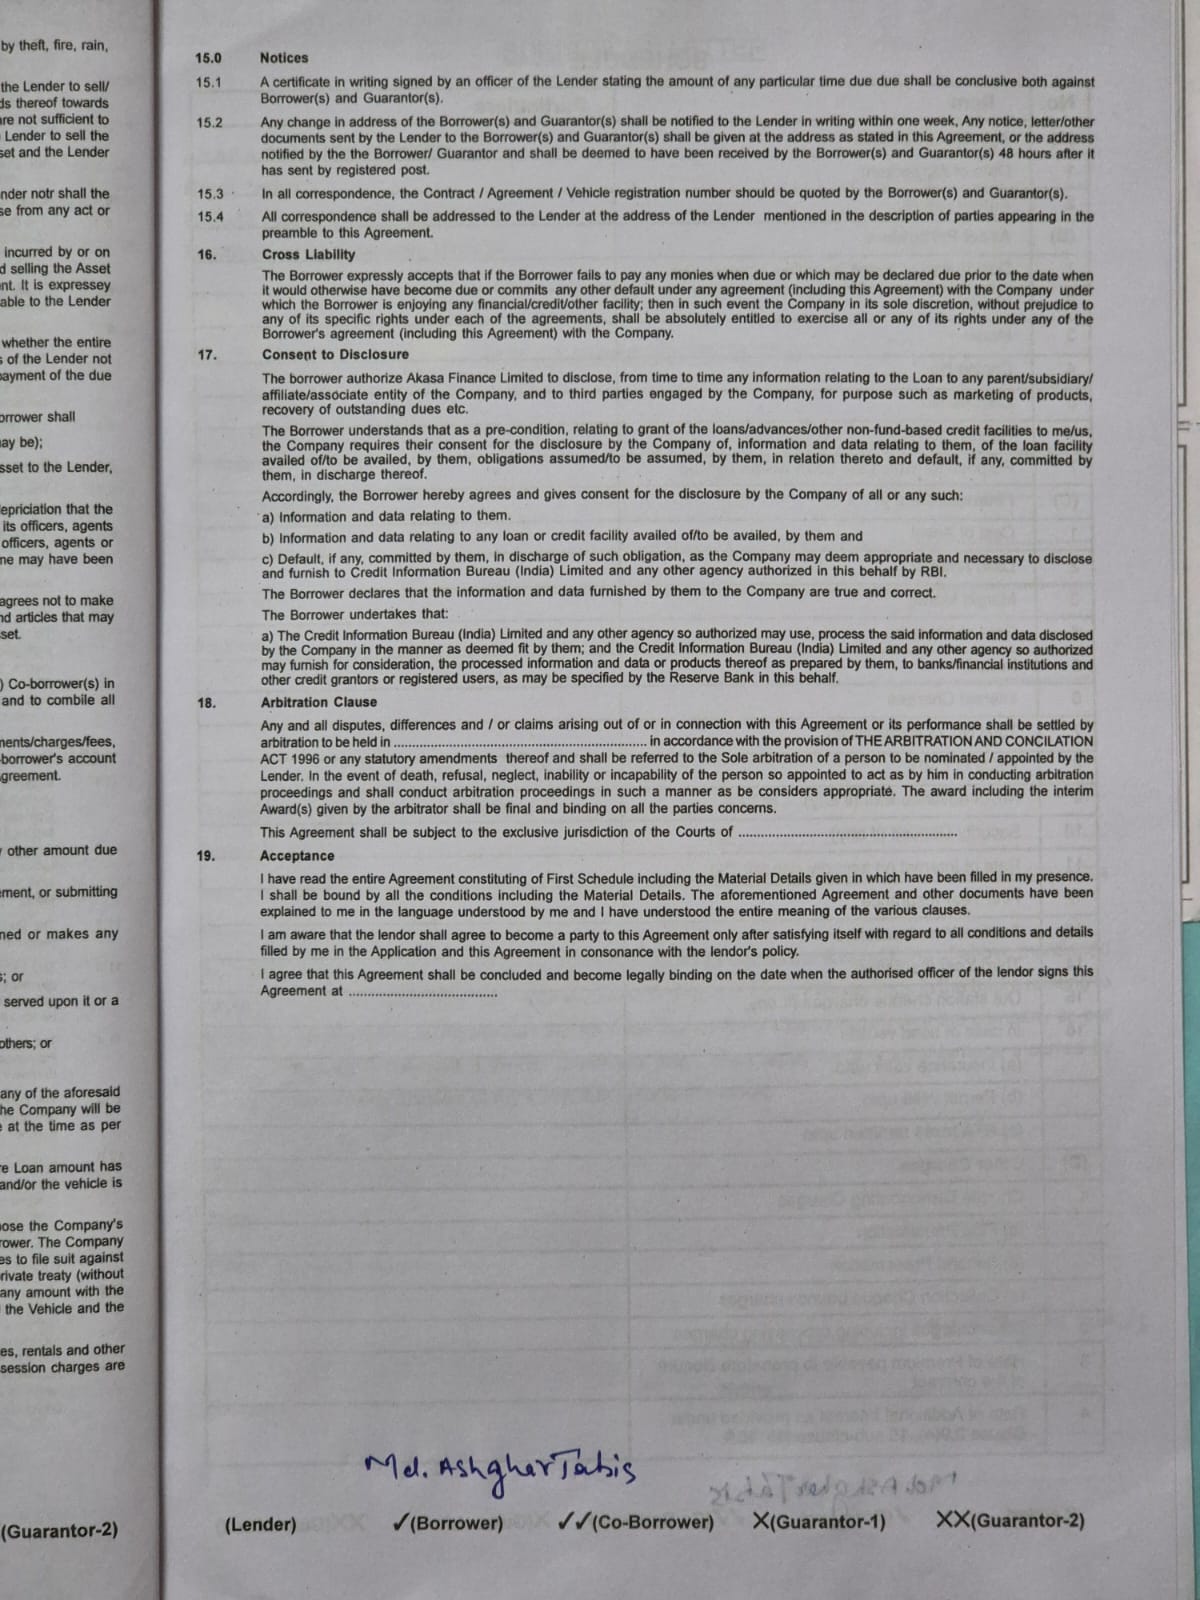 by theft, fire, rain,
the Lender to sell/
ds thereof towards
are not sufficient to
Lender to sell the
set and the Lender
nder notr shall the
se from any act or
incurred by or on
d selling the Asset
nt. It is expressey
able to the Lender
whether the entire
s of the Lender not
payment of the due
orrower shall
ay be);
sset to the Lender,
epriciation that the
its officers, agents
officers, agents or
me may have been
agrees not to make
nd articles that may
set.
) Co-borrower(s) in
and to combile all
ments/charges/fees,
borrower's account
greement.
other amount due
ement, or submitting
ned or makes any
s; or
served upon it or a
others; or
any of the aforesaid
he Company will be
e at the time as per
re Loan amount has
and/or the vehicle is
pose the Company's
rower. The Company
es to file suit against
rivate treaty (without
any amount with the
the Vehicle and the
es, rentals and other
session charges are
(Guarantor-2)
15.0 Notices
15.1 A certificate in writing signed by an officer of the Lender stating the amount of any particular time due due shall be conclusive both against
Borrower(s) and Guarantor(s).
15.2 Any change in address of the Borrower(s) and Guarantor(s) shall be notified to the Lender in writing within one week, Any notice, letter/other
documents sent by the Lender to the Borrower(s) and Guarantor(s) shall be given at the address as stated in this Agreement, or the address
notified by the the Borrower/ Guarantor and shall be deemed to have been received by the Borrower(s) and Guarantor(s) 48 hours after it
has sent by registered post.
15.3 In all correspondence, the Contract / Agreement / Vehicle registration number should be quoted by the Borrower(s) and Guarantor(s).
15.4 All correspondence shall be addressed to the Lender at the address of the Lender mentioned in the description of parties appearing in the
preamble to this Agreement.
16. Cross Liability
The Borrower expressly accepts that if the Borrower fails to pay any monies when due or which may be declared due prior to the date when
it would otherwise have become due or commits any other default under any agreement (including this Agreement) with the Company under
which the Borrower is enjoying any financial/credit/other facility; then in such event the Company in its sole discretion, without prejudice to
any of its specific rights under each of the agreements, shall be absolutely entitled to exercise all or any of its rights under any of the
Borrower's agreement (including this Agreement) with the Company.
17. Consent to Disclosure
The borrower authorize Akasa Finance Limited to disclose, from time to time any information relating to the Loan to any parent/subsidiary/
affiliate/associate entity of the Company, and to third parties engaged by the Company, for purpose such as marketing of products,
recovery of outstanding dues etc.
The Borrower understands that as a pre-condition, relating to grant of the loans/advances/other non-fund-based credit facilities to me/us,
the Company requires their consent for the disclosure by the Company of, information and data relating to them, of the loan facility
availed of/to be availed, by them, obligations assumed/to be assumed, by them, in relation thereto and default, if any, committed by
them, in discharge thereof.
Accordingly, the Borrower hereby agrees and gives consent for the disclosure by the Company of all or any such:
a) Information and data relating to them.
b) Information and data relating to any loan or credit facility availed of/to be availed, by them and
c) Default, if any, committed by them, in discharge of such obligation, as the Company may deem appropriate and necessary to disclose
and furnish to Credit Information Bureau (India) Limited and any other agency authorized in this behalf by RBI.
The Borrower declares that the information and data furnished by them to the Company are true and correct.
The Borrower undertakes that:
a) The Credit Information Bureau (India) Limited and any other agency so authorized may use, process the said information and data disclosed
by the Company in the manner as deemed fit by them; and the Credit Information Bureau (India) Limited and any other agency so authorized
may furnish for consideration, the processed information and data or products thereof as prepared by them, to banks/financial institutions and
other credit grantors or registered users, as may be specified by the Reserve Bank in this behalf.
18. Arbitration Clause
Any and all disputes, differences and / or claims arising out of or in connection with this Agreement or its performance shall be settled by
arbitration to be held in .................................................................. in accordance with the provision of THE ARBITRATION AND CONCILATION
ACT 1996 or any statutory amendments thereof and shall be referred to the Sole arbitration of a person to be nominated / appointed by the
Lender. In the event of death, refusal, neglect, inability or incapability of the person so appointed to act as by him in conducting arbitration
proceedings and shall conduct arbitration proceedings in such a manner as be considers appropriate. The award including the interim
Award(s) given by the arbitrator shall be final and binding on all the parties concerns.
This Agreement shall be subject to the exclusive jurisdiction of the Courts of ..........................................................
19. Acceptance
I have read the entire Agreement constituting of First Schedule including the Material Details given in which have been filled in my presence.
I shall be bound by all the conditions including the Material Details. The aforementioned Agreement and other documents have been
explained to me in the language understood by me and I have understood the entire meaning of the various clauses.
I am aware that the lendor shall agree to become a party to this Agreement only after satisfying itself with regard to all conditions and details
filled by me in the Application and this Agreement in consonance with the lendor's policy.
I agree that this Agreement shall be concluded and become legally binding on the date when the authorised officer of the lendor signs this
Agreement at .......................................
Md. Ashghar Tabis
(Lender) ✓(Borrower) ✓✓(Co-Borrower) X(Guarantor-1) XX(Guarantor-2)